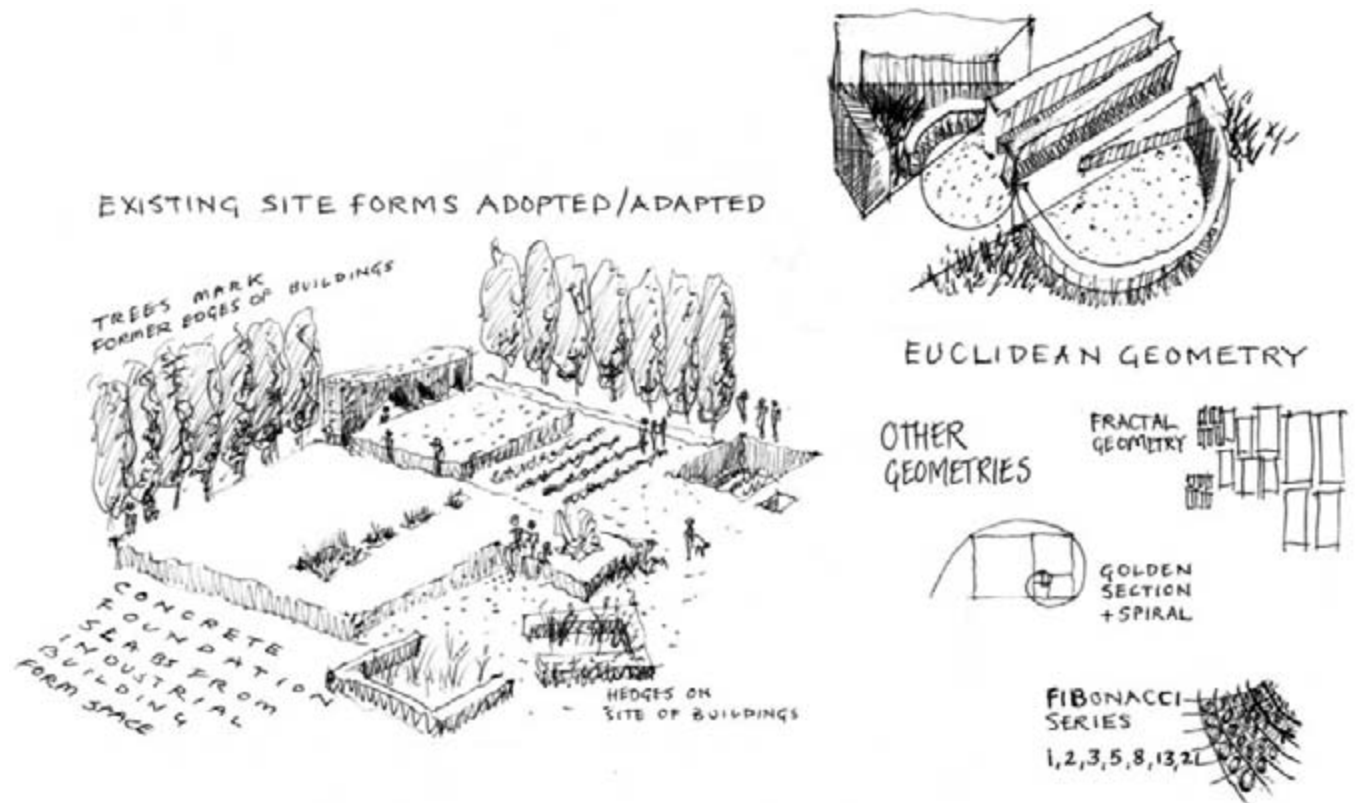 EXISTING SITE FORMS ADOPTED/ADAPTED
TREES MARK
FORMER EDGES OF BUILDINGS
CONCRETE
FOUNDATION
SLABS FROM
INDUSTRIAL
BUILDING
FORM SPACE
HEDGES ON
SITE OF BUILDINGS
EUCLIDEAN GEOMETRY
OTHER
GEOMETRIES
FRACTAL
GEOMETRY
GOLDEN
SECTION
+ SPIRAL
FIBONACCI
SERIES
1,2,3,5,8,13,21